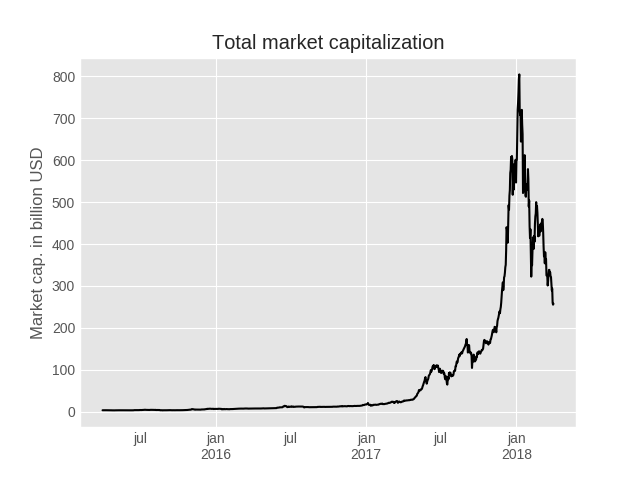 Total market capitalization
Market cap. in billion USD
800
700
600
500
400
300
200
100
0
jul
jan
2016
jul
jan
2017
jul
jan
2018